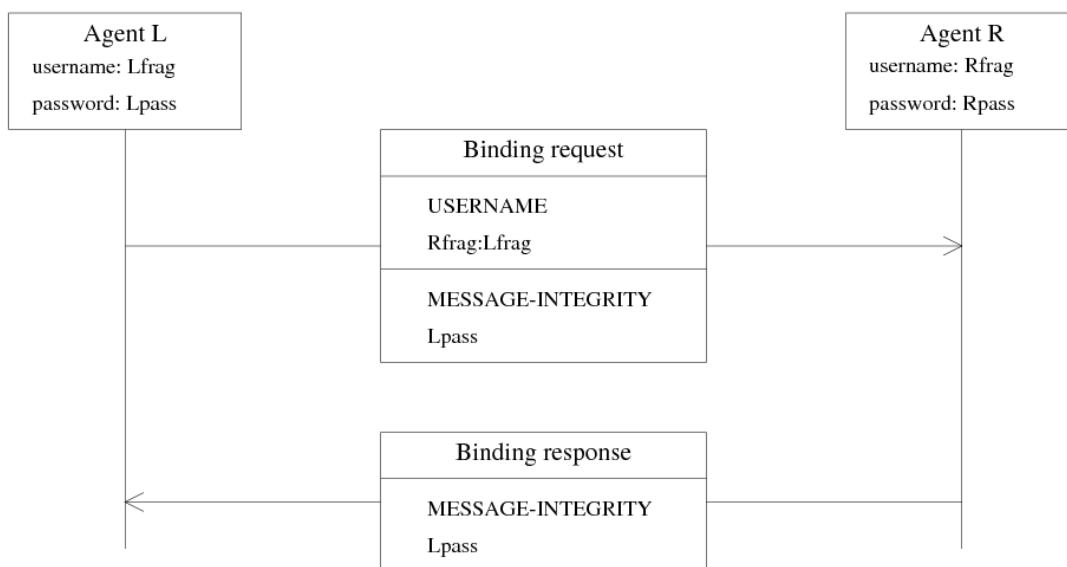 Agent L
username: Lfrag
password: Lpass
Agent R
username: Rfrag
password: Rpass
Binding request
USERNAME
Rfrag:Lfrag
MESSAGE-INTEGRITY
Lpass
Binding response
MESSAGE-INTEGRITY
Lpass